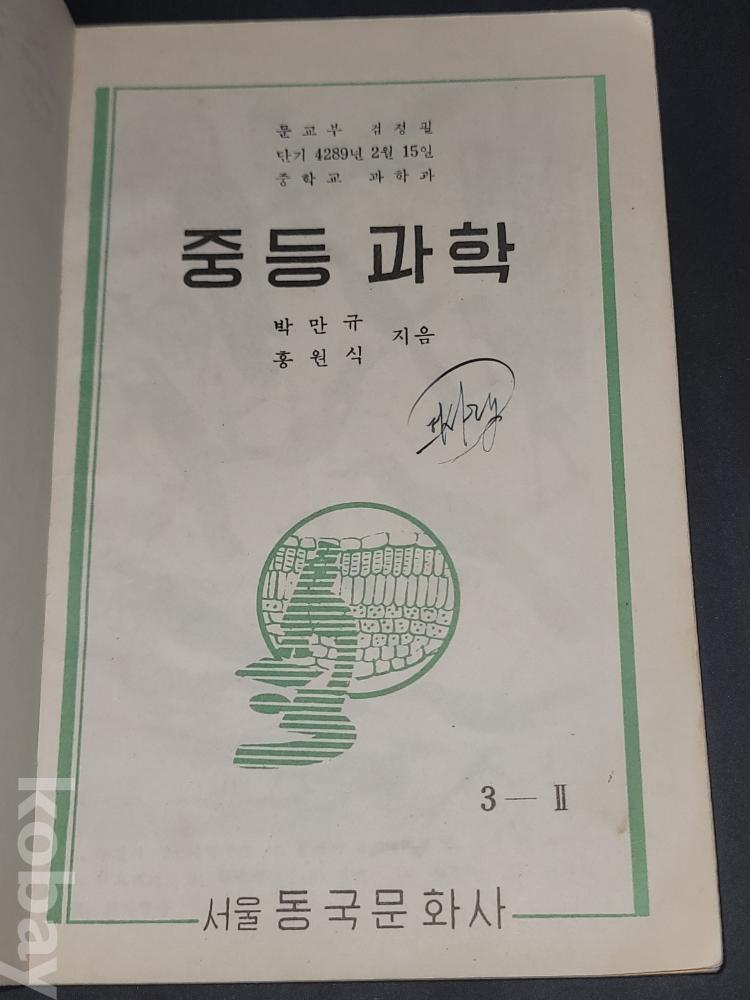 문교부 검정필
단기 4289년 2월 15일
중학교 과학과
중등 과학
박만규
홍원식 지음
3—Ⅱ
서울 동국문화사
kobay